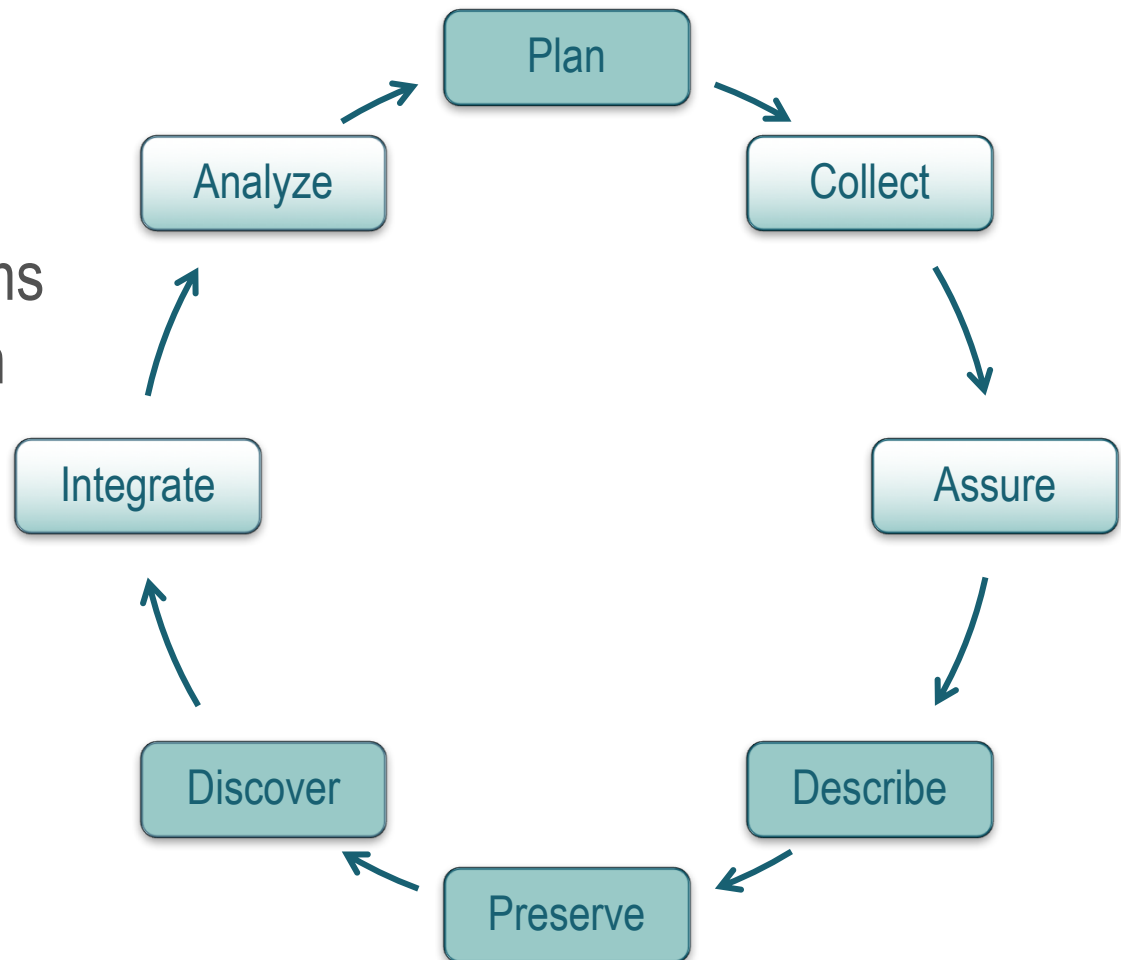 Plan
Analyze
Collect
Integrate
Assure
Discover
Describe
Preserve